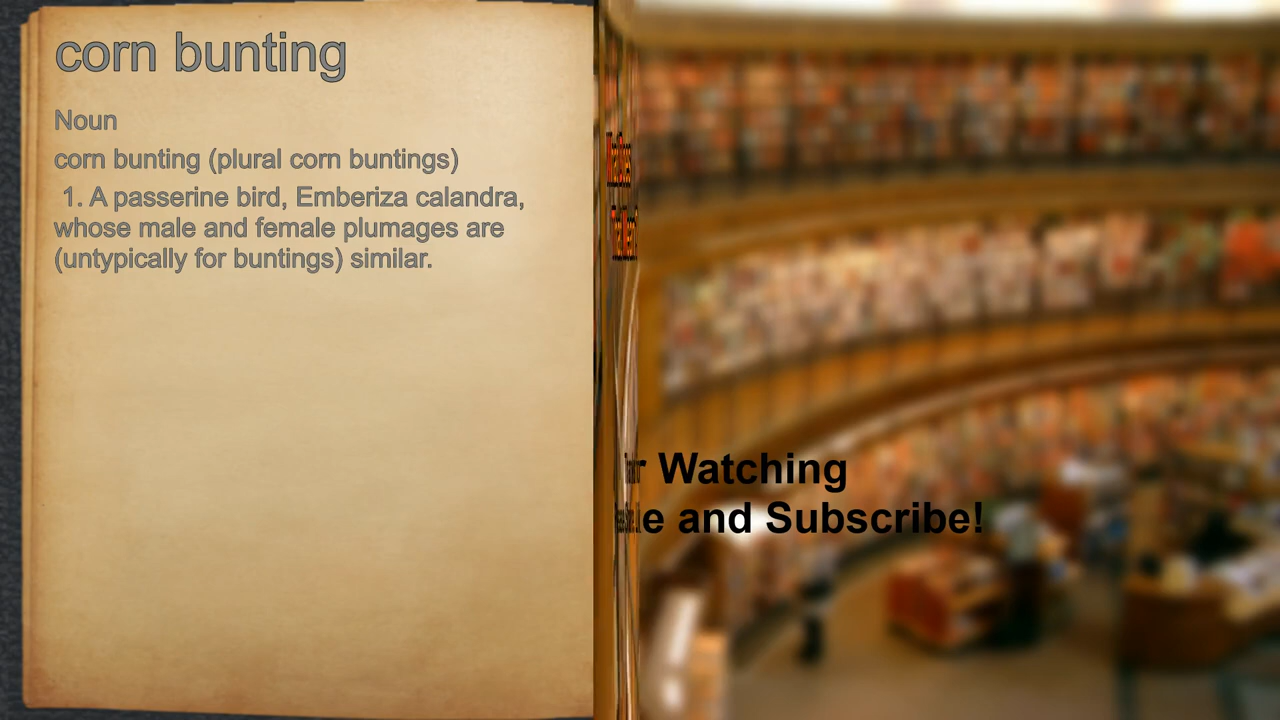 corn bunting
Noun
corn bunting (plural corn buntings)
1. A passerine bird, Emberiza calandra,
whose male and female plumages are
(untypically for buntings) similar.
Watching
and Subscribe!